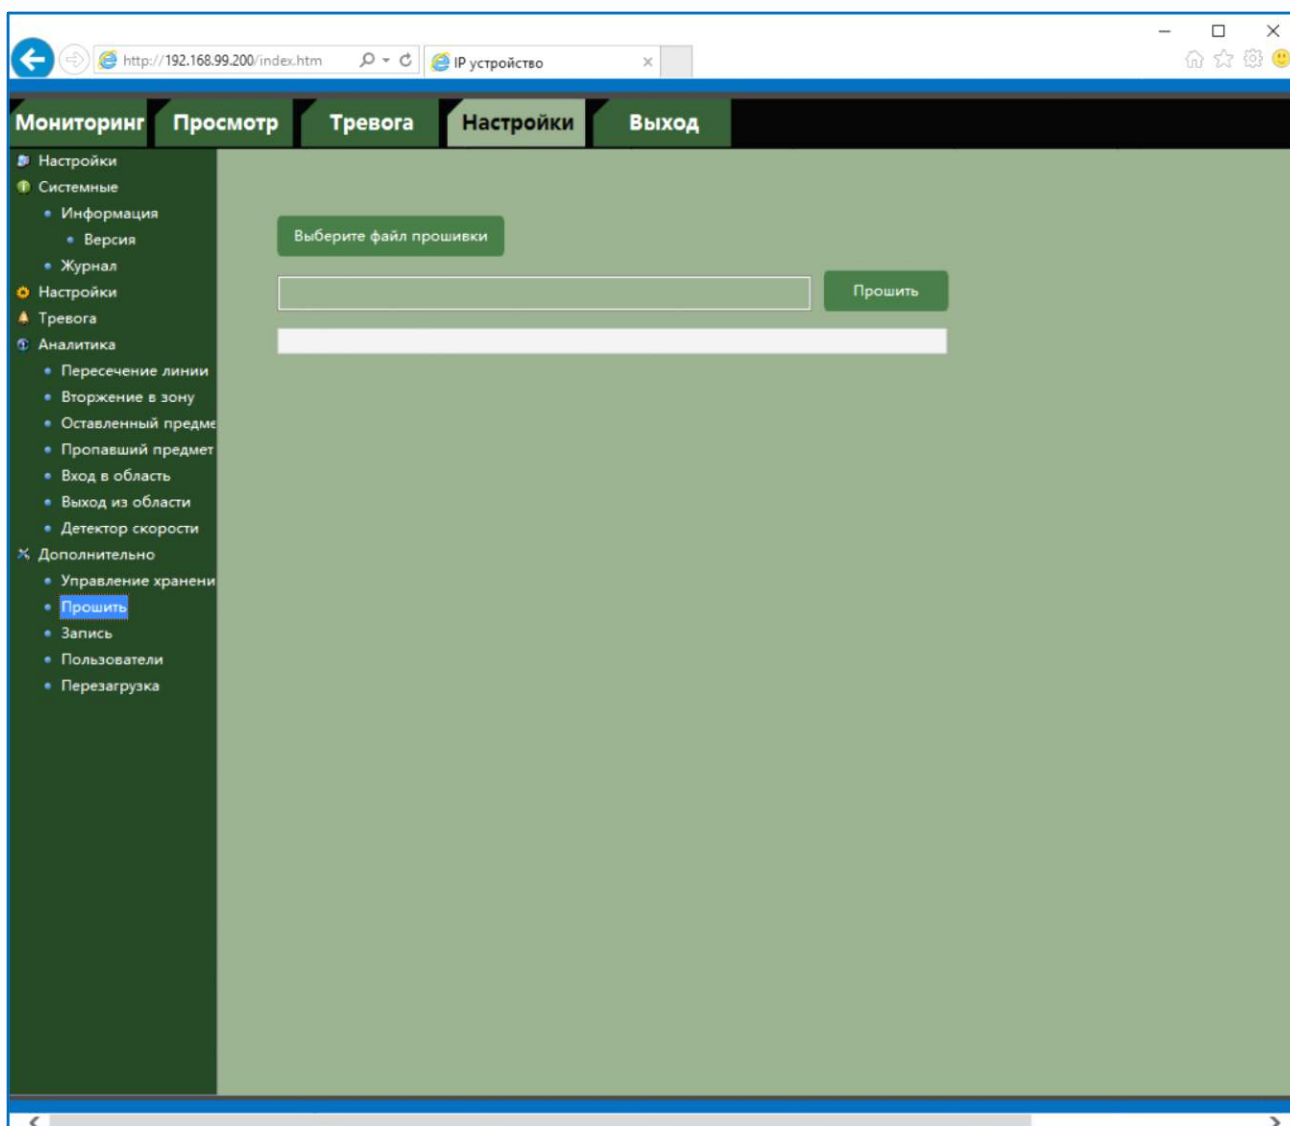 http://192.168.99.200/index.htm
IP устройство
Мониторинг Просмотр Тревога Настройки Выход
Настройки
Системные
Информация
Версия
Журнал
Настройки
Тревога
Аналитика
Пересечение линии
Вторжение в зону
Оставленный предме
Пропавший предмет
Вход в область
Выход из области
Детектор скорости
Дополнительно
Управление хранени
Прошить
Запись
Пользователи
Перезагрузка
Выберите файл прошивки
Прошить